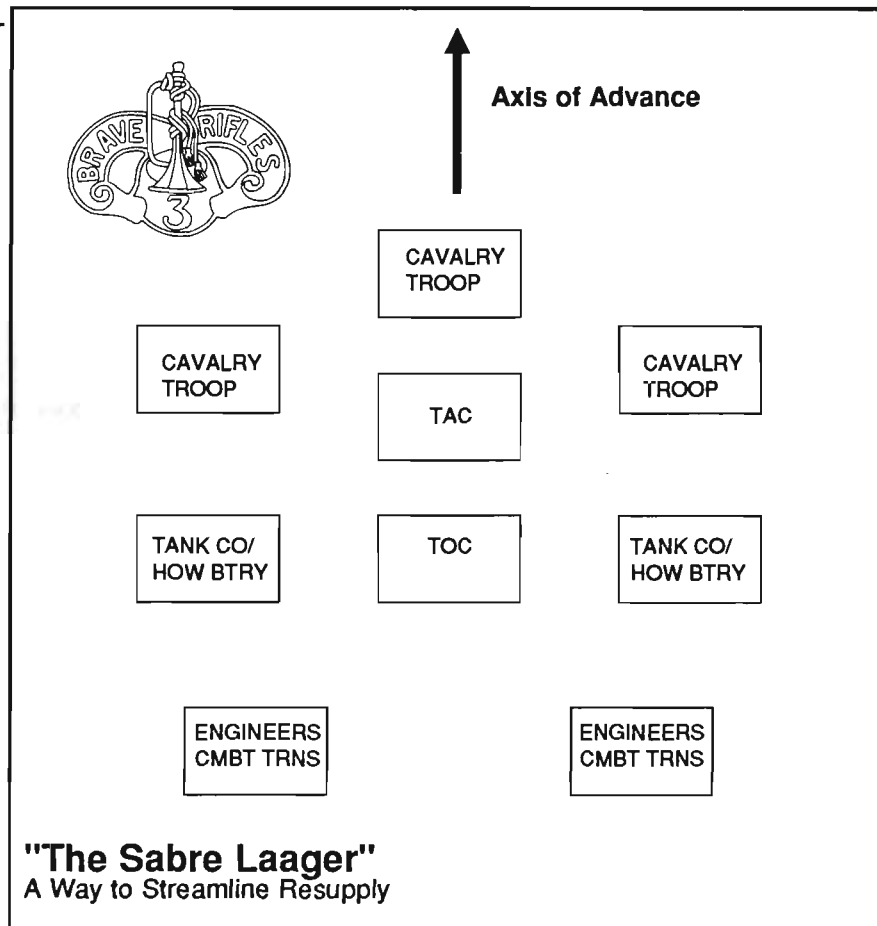 BRAVE RIFLES
3
Axis of Advance
CAVALRY
TROOP
CAVALRY
TROOP
CAVALRY
TROOP
TAC
TANK CO/
HOW BTRY
TOC
TANK CO/
HOW BTRY
ENGINEERS
CMBT TRNS
ENGINEERS
CMBT TRNS
"The Sabre Laager"
A Way to Streamline Resupply